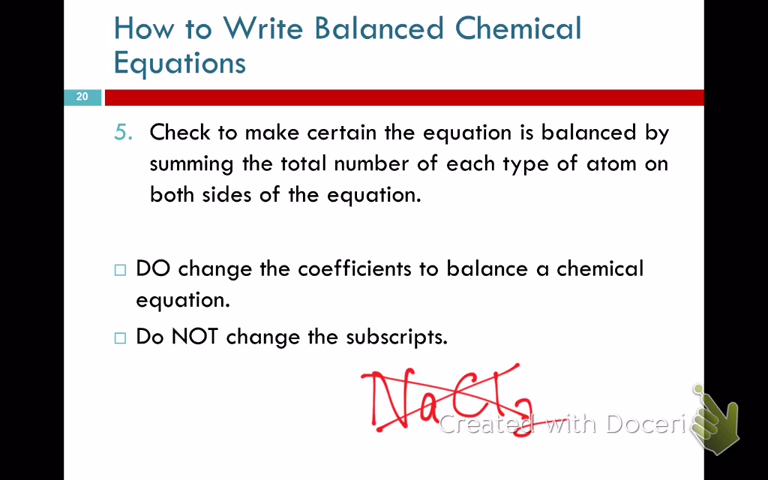 How to Write Balanced Chemical
Equations
20
5. Check to make certain the equation is balanced by
summing the total number of each type of atom on
both sides of the equation.
DO change the coefficients to balance a chemical
equation.
Do NOT change the subscripts.
NaCl₂
Created with Doceri